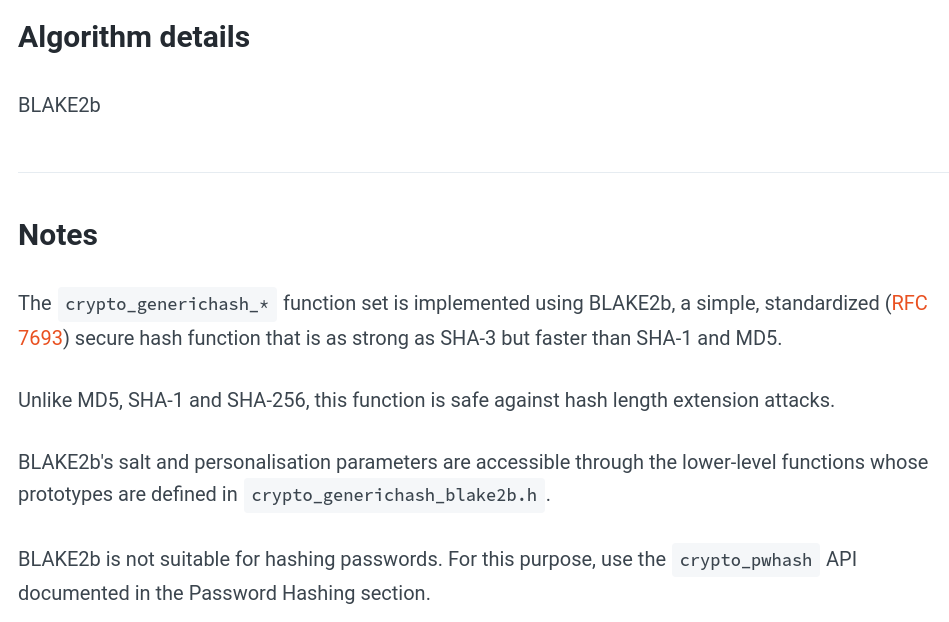 Algorithm details
BLAKE2b
Notes
The crypto_generichash_* function set is implemented using BLAKE2b, a simple, standardized (RFC
7693) secure hash function that is as strong as SHA-3 but faster than SHA-1 and MD5.
Unlike MD5, SHA-1 and SHA-256, this function is safe against hash length extension attacks.
BLAKE2b's salt and personalisation parameters are accessible through the lower-level functions whose
prototypes are defined in crypto_generichash_blake2b.h .
BLAKE2b is not suitable for hashing passwords. For this purpose, use the crypto_pwhash API
documented in the Password Hashing section.